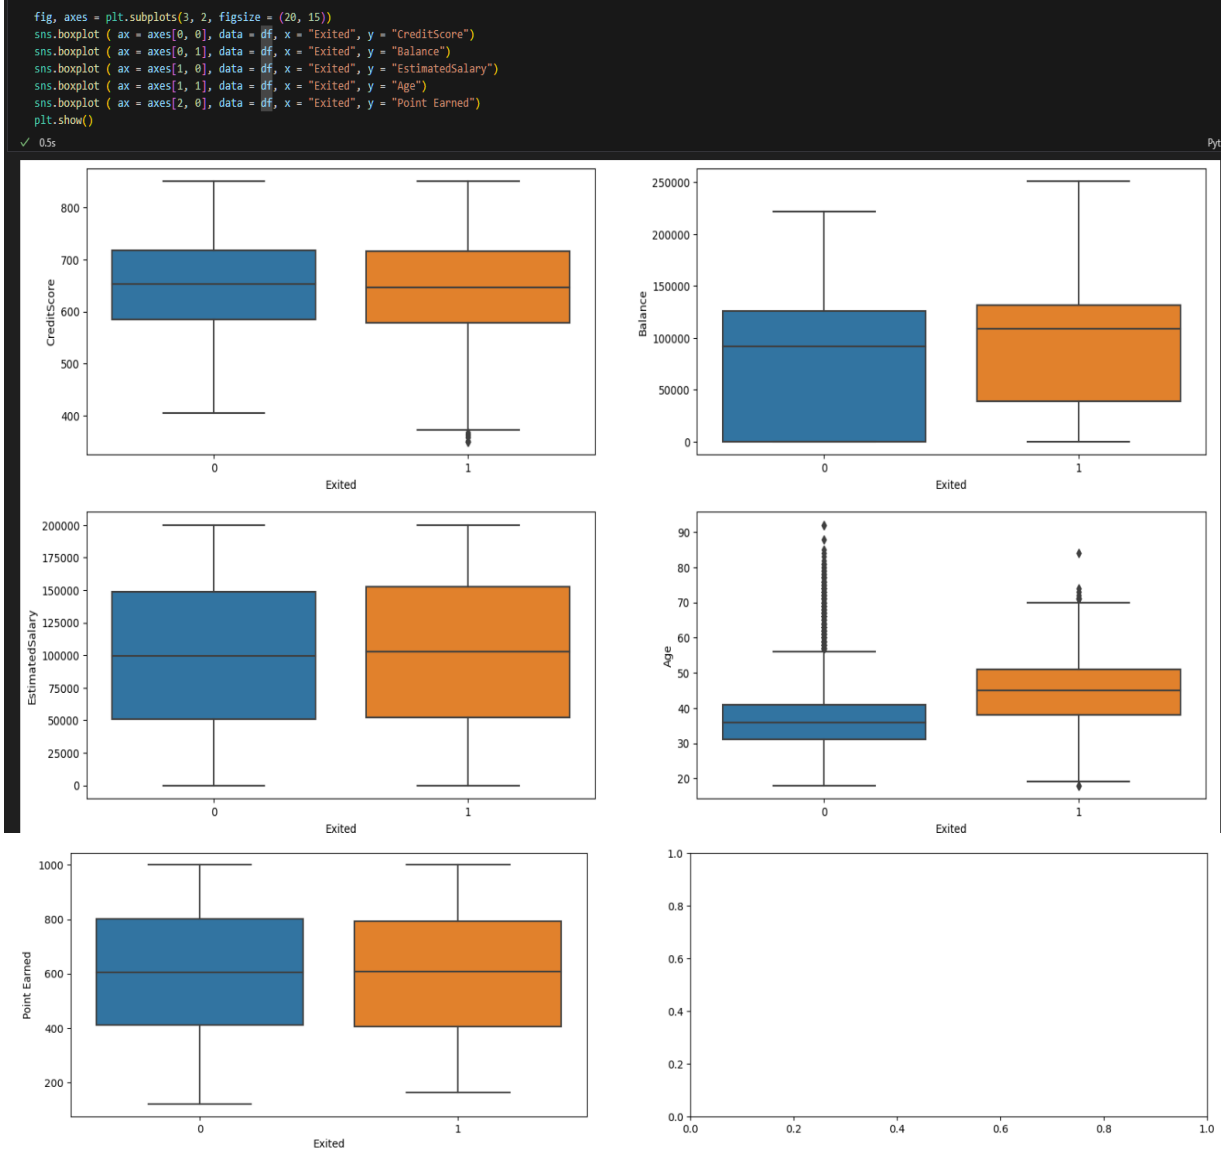 fig, axes = plt.subplots(3, 2, figsize = (20, 15))
sns.boxplot ( ax = axes[0, 0], data = df, x = "Exited", y = "CreditScore")
sns.boxplot ( ax = axes[0, 1], data = df, x = "Exited", y = "Balance")
sns.boxplot ( ax = axes[1, 0], data = df, x = "Exited", y = "EstimatedSalary")
sns.boxplot ( ax = axes[1, 1], data = df, x = "Exited", y = "Age")
sns.boxplot ( ax = axes[2, 0], data = df, x = "Exited", y = "Point Earned")
plt.show()
✓ 0.5s
Pyt
800
700
600
500
400
CreditScore
0 1
Exited
250000
200000
150000
100000
50000
0
Balance
0 1
Exited
200000
175000
150000
125000
100000
75000
50000
25000
0
EstimatedSalary
0 1
Exited
90
80
70
60
50
40
30
20
Age
0 1
Exited
1000
800
600
400
200
Point Earned
0 1
Exited
1.0
0.8
0.6
0.4
0.2
0.0
0.0 0.2 0.4 0.6 0.8 1.0